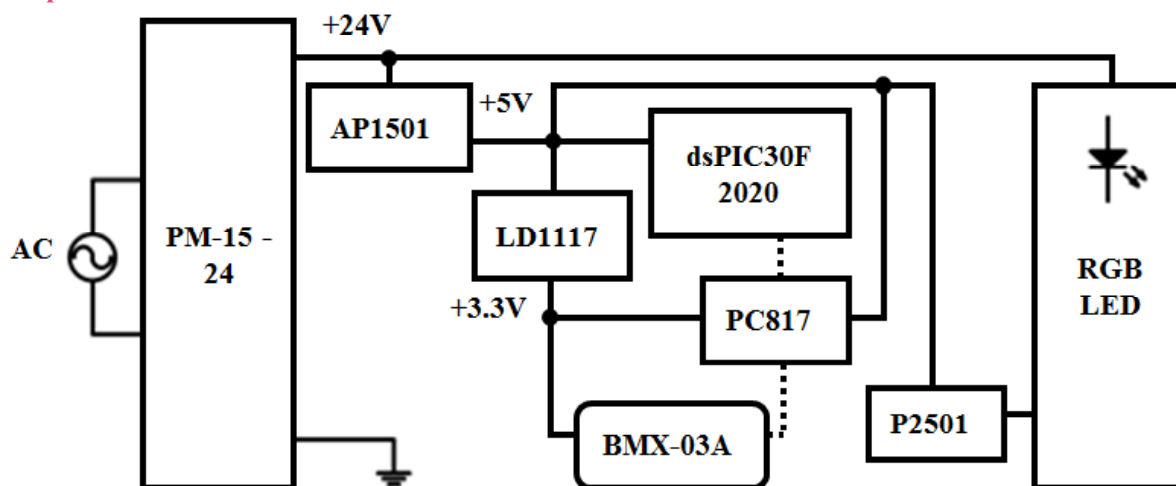 +24V
AP1501
+5V
dsPIC30F
2020
AC
PM-15 -
24
LD1117
RGB
LED
+3.3V
PC817
P2501
BMX-03A